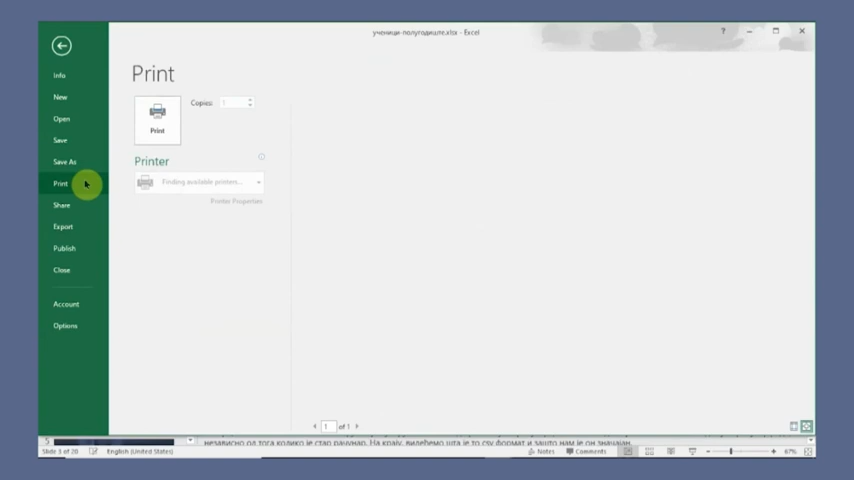 ученици-полугодиште.xlsx - Excel
?
Info
New
Open
Save
Save As
Print
Share
Export
Publish
Close
Account
Options
Print
Print
Copies: 1
Printer
Finding available printers...
Printer Properties
1 of 1
5
независно од тога колико је стар рачунар. На крају, видећемо шта је то csv формат и зашто нам је он значајан.
Slide 3 of 20
English (United States)
Notes
Comments
67%